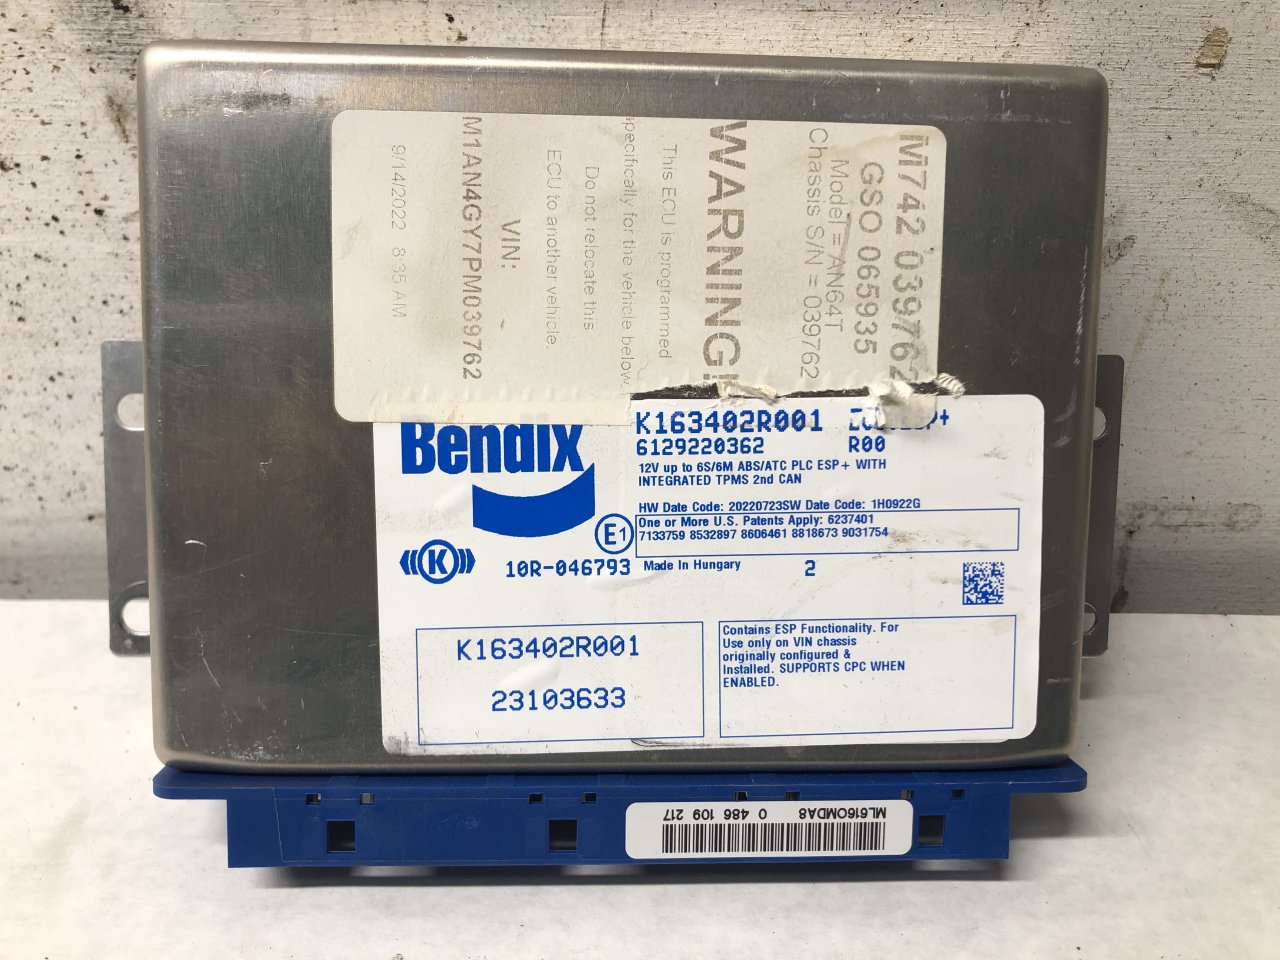 M742 039762
GSO 065935
Model = AN64T
Chassis S/N = 039762
WARNING!
This ECU is programmed
specifically for the vehicle below.
Do not relocate this
ECU to another vehicle.
VIN:
M1AN4GY7PM039762
9/14/2022 8:35 AM
Bendix
K163402R001
6129220362 R00
12V up to 6S/6M ABS/ATC PLC ESP+ WITH
INTEGRATED TPMS 2nd CAN
HW Date Code: 20220723SW Date Code: 1H0922G
One or More U.S. Patents Apply: 6237401
7133759 8532897 8606461 8818673 9031754
E1
K
10R-046793
Made In Hungary 2
K163402R001
23103633
Contains ESP Functionality. For
Use only on VIN chassis
originally configured &
Installed. SUPPORTS CPC WHEN
ENABLED.
ML616OMDA8 0 486 109 217